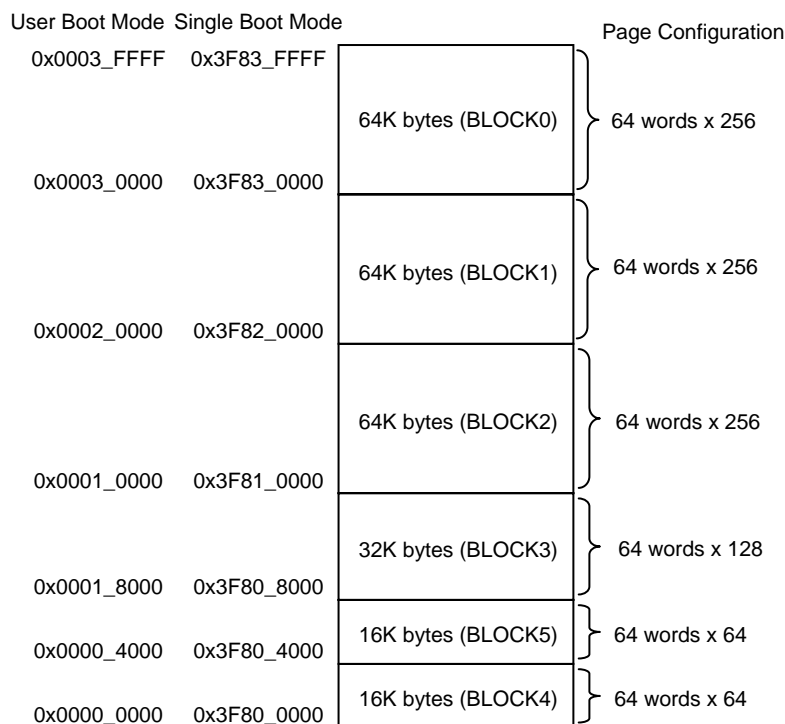 User Boot Mode Single Boot Mode
Page Configuration
0x0003_FFFF 0x3F83_FFFF
64K bytes (BLOCK0) 64 words x 256
0x0003_0000 0x3F83_0000
64K bytes (BLOCK1) 64 words x 256
0x0002_0000 0x3F82_0000
64K bytes (BLOCK2) 64 words x 256
0x0001_0000 0x3F81_0000
32K bytes (BLOCK3) 64 words x 128
0x0001_8000 0x3F80_8000
16K bytes (BLOCK5) 64 words x 64
0x0000_4000 0x3F80_4000
16K bytes (BLOCK4) 64 words x 64
0x0000_0000 0x3F80_0000